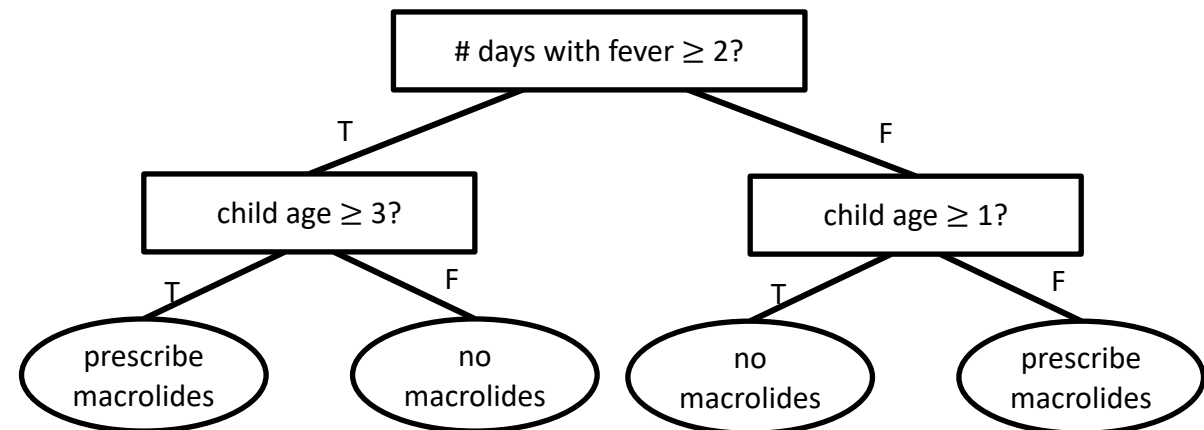 # days with fever ≥ 2?
T
F
child age ≥ 3?
child age ≥ 1?
T
F
T
F
prescribe
macrolides
no
macrolides
no
macrolides
prescribe
macrolides